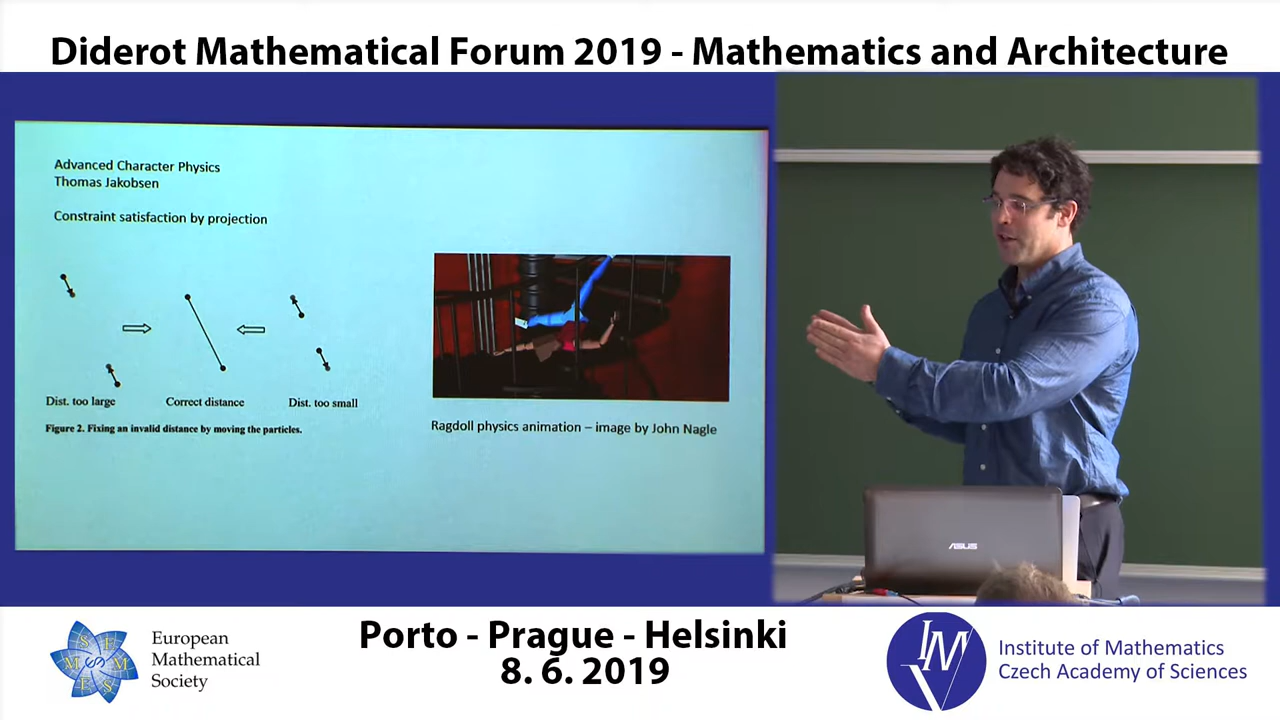 Diderot Mathematical Forum 2019 - Mathematics and Architecture
Advanced Character Physics
Thomas Jakobsen
Constraint satisfaction by projection
Dist. too large
Correct distance
Dist. too small
Figure 2. Fixing an invalid distance by moving the particles.
Ragdoll physics animation – image by John Nagle
ASUS
European
Mathematical
Society
Porto - Prague - Helsinki
8. 6. 2019
IM
Institute of Mathematics
Czech Academy of Sciences